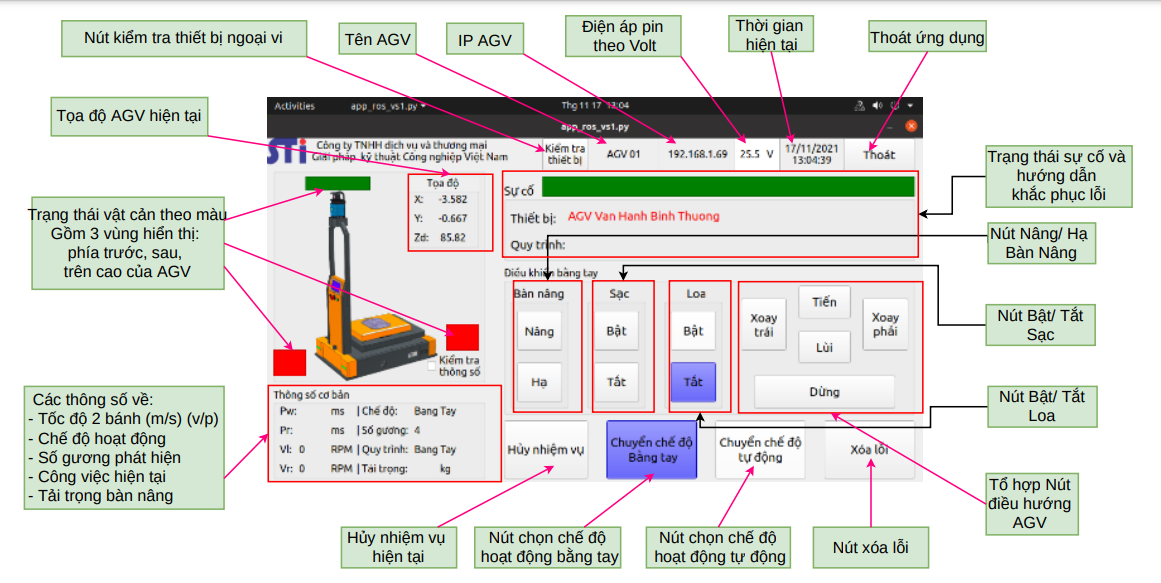 Nút kiểm tra thiết bị ngoại vi
Tên AGV
IP AGV
Điện áp pin
theo Volt
Thời gian
hiện tại
Thoát ứng dụng
Tọa độ AGV hiện tại
Activities
app_ros_vs1.py
Thg 11 17 13:04
app_ros_vs1.py
STI
Công ty TNHH dịch vụ và thương mại
Giải pháp kỹ thuật Công nghiệp Việt Nam
Kiểm tra
thiết bị
AGV 01
192.168.1.69
25.5 V
17/11/2021
13:04:39
Thoát
Tọa độ
X: -3.582
Y: -0.667
Zd: 85.82
Sự cố
Thiết bị: AGV Van Hanh Binh Thuong
Quy trình:
Trạng thái sự cố và
hướng dẫn
khắc phục lỗi
Trạng thái vật cản theo màu
Gồm 3 vùng hiển thị:
phía trước, sau,
trên cao của AGV
Nút Nâng/ Hạ
Bàn Nâng
Điều khiển bằng tay
Bàn nâng
Nâng
Hạ
Sạc
Bật
Tắt
Loa
Bật
Tắt
Xoay
trái
Tiến
Lùi
Xoay
phải
Dừng
Nút Bật/ Tắt
Sạc
Kiểm tra
thông số
Thông số cơ bản
Pw: ms | Chế độ: Bang Tay
Pr: ms | Số gương: 4
Vl: 0 RPM | Quy trình: Bang Tay
Vr: 0 RPM | Tải trọng: kg
Các thông số về:
- Tốc độ 2 bánh (m/s) (v/p)
- Chế độ hoạt động
- Số gương phát hiện
- Công việc hiện tại
- Tải trọng bàn nâng
Nút Bật/ Tắt
Loa
Hủy nhiệm vụ
Chuyển chế độ
Bằng tay
Chuyển chế độ
tự động
Xóa lỗi
Tổ hợp Nút
điều hướng
AGV
Hủy nhiệm vụ
hiện tại
Nút chọn chế độ
hoạt động bằng tay
Nút chọn chế độ
hoạt động tự động
Nút xóa lỗi